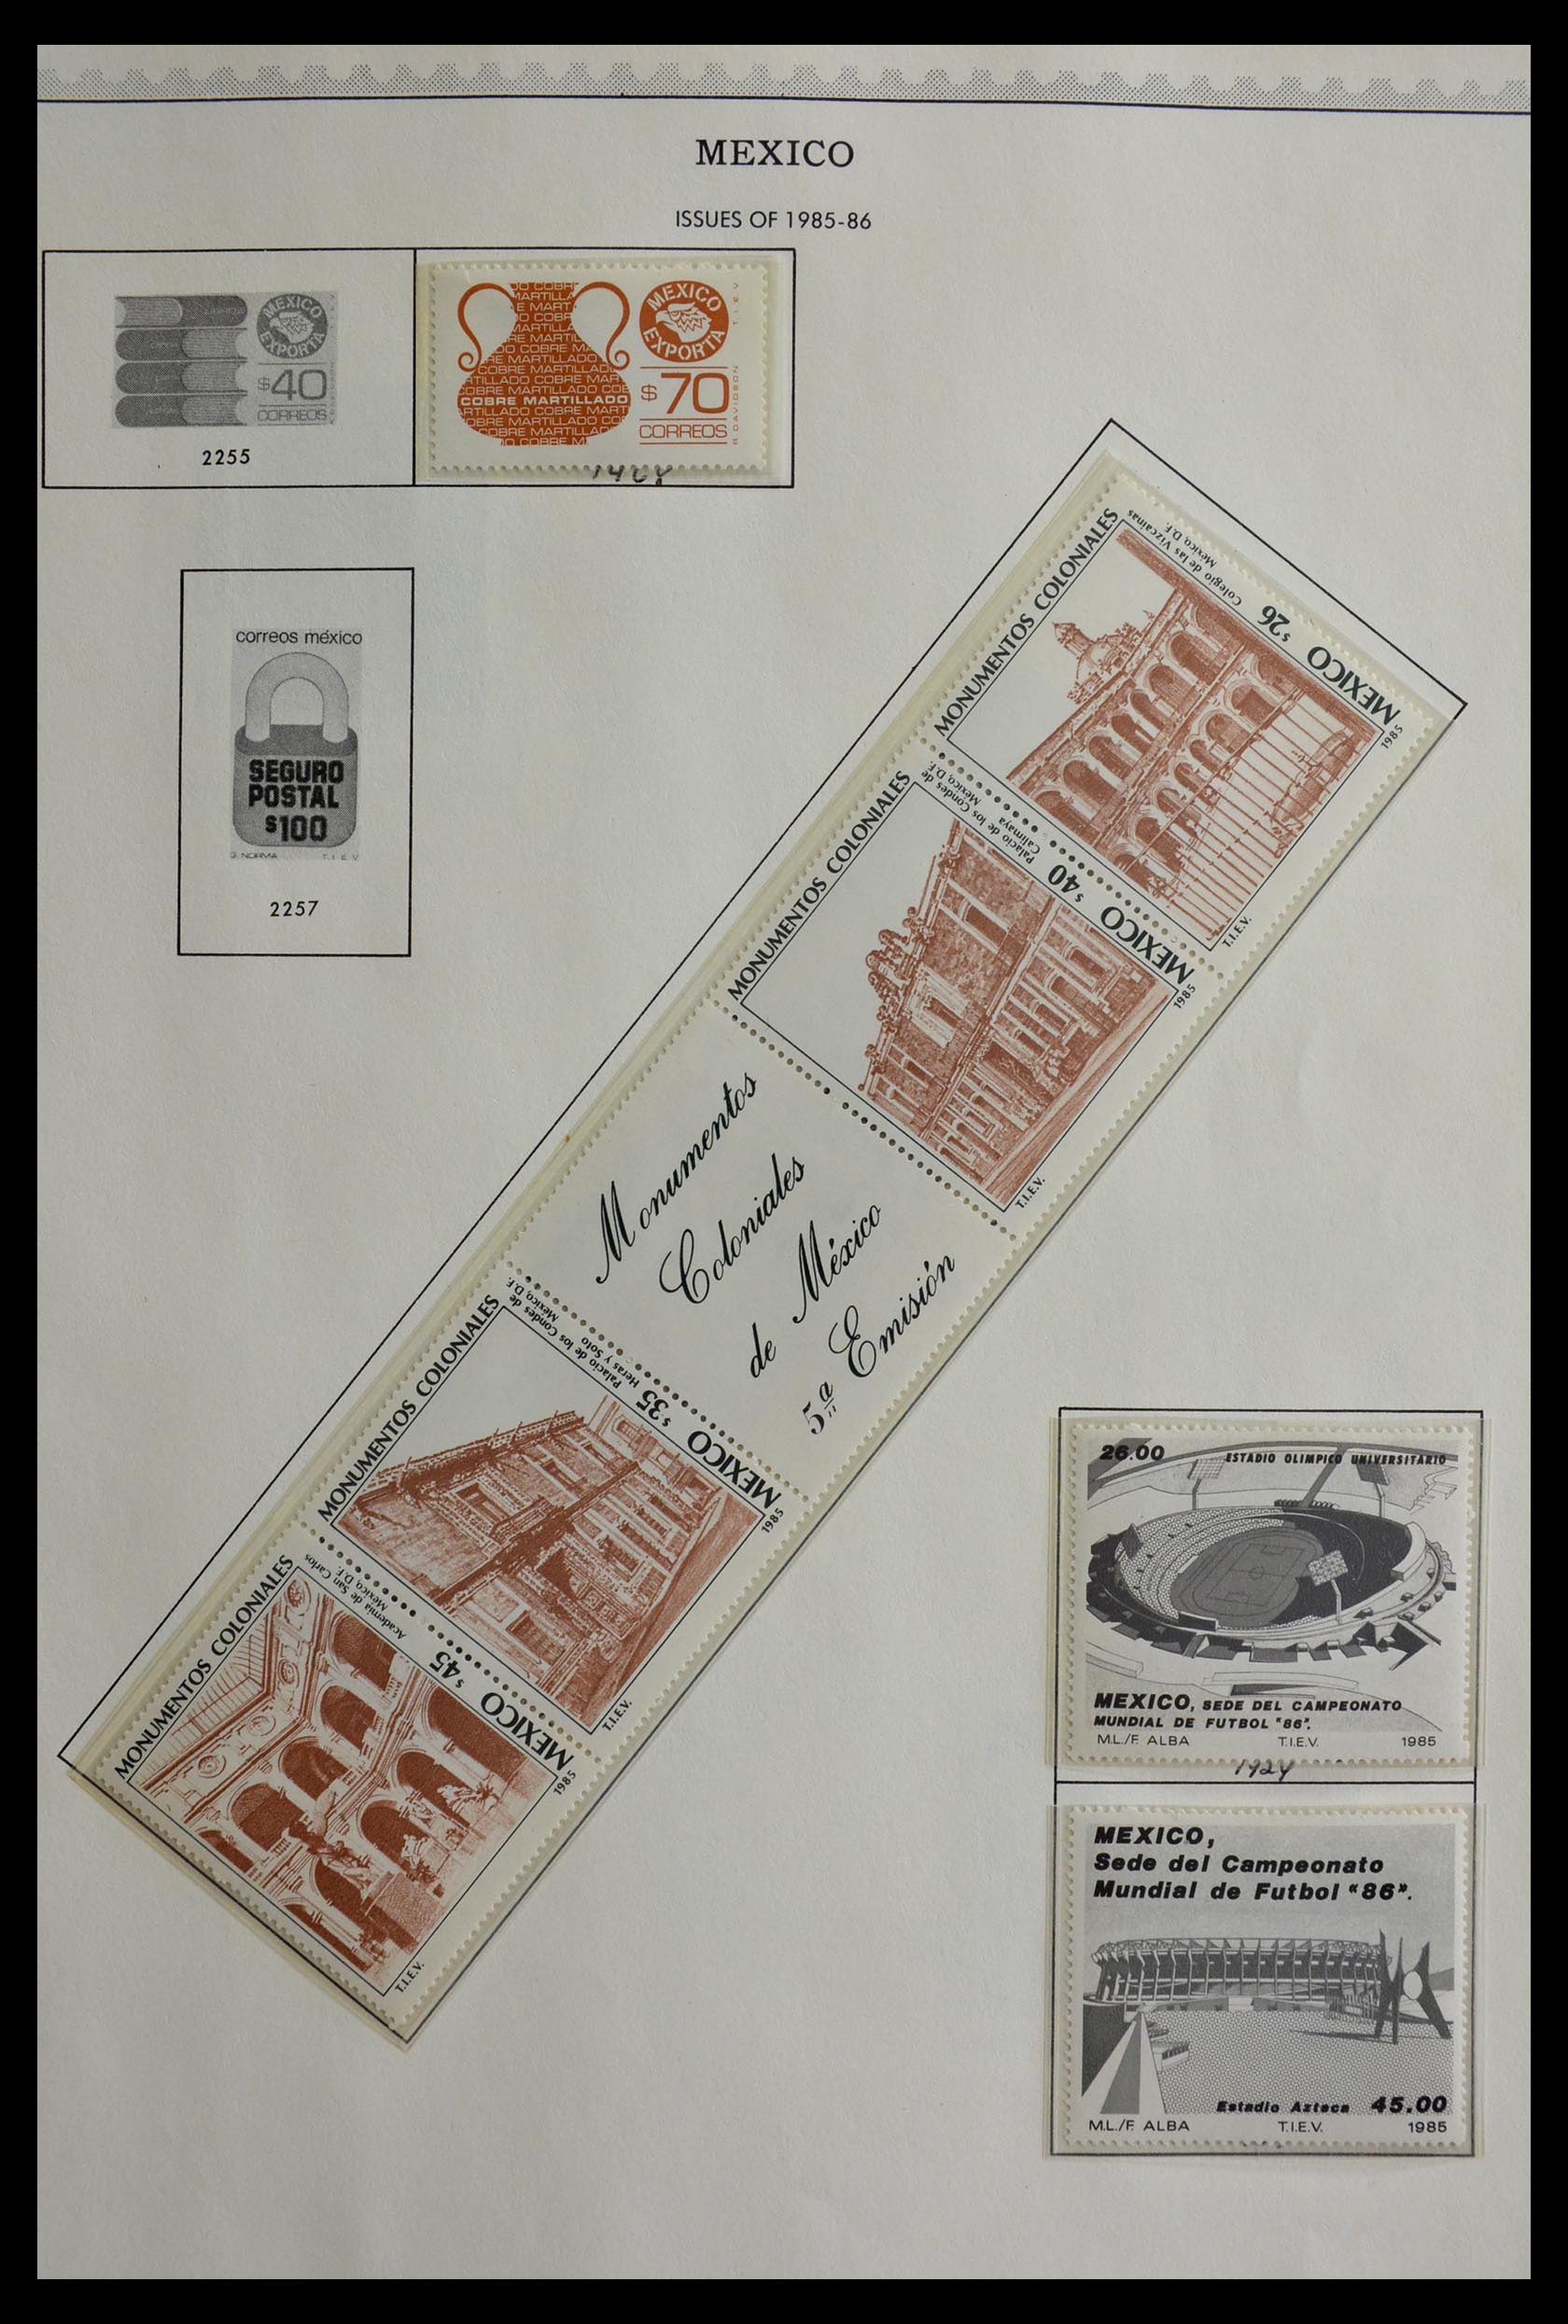 MEXICO
ISSUES OF 1985-86
MEXICO
EXPORTA
$40
CORREOS
2255
COBRE MARTILLADO
MEXICO
EXPORTA
$70
CORREOS
R. DAVIDSON T.I.E.V.
correos méxico
SEGURO
POSTAL
$100
T.I.E.V.
2257
MONUMENTOS COLONIALES
Colegio de las Vizcaínas
México, D.F.
$26
MEXICO
1985
T.I.E.V.
MONUMENTOS COLONIALES
Palacio de los Condes de
Calimaya México, D.F.
$40
MEXICO
1985
T.I.E.V.
Monumentos
Coloniales
de México
5a Emisión
MONUMENTOS COLONIALES
Palacio de los Condes de
Heras y Soto México, D.F.
$35
MEXICO
1985
T.I.E.V.
MONUMENTOS COLONIALES
Academia de San Carlos
México, D.F.
$45
MEXICO
1985
T.I.E.V.
26.00 ESTADIO OLIMPICO UNIVERSITARIO
MEXICO, SEDE DEL CAMPEONATO
MUNDIAL DE FUTBOL "86".
M.L./F. ALBA T.I.E.V. 1985
MEXICO,
Sede del Campeonato
Mundial de Futbol "86".
Estadio Azteca 45.00
M.L./F. ALBA T.I.E.V. 1985